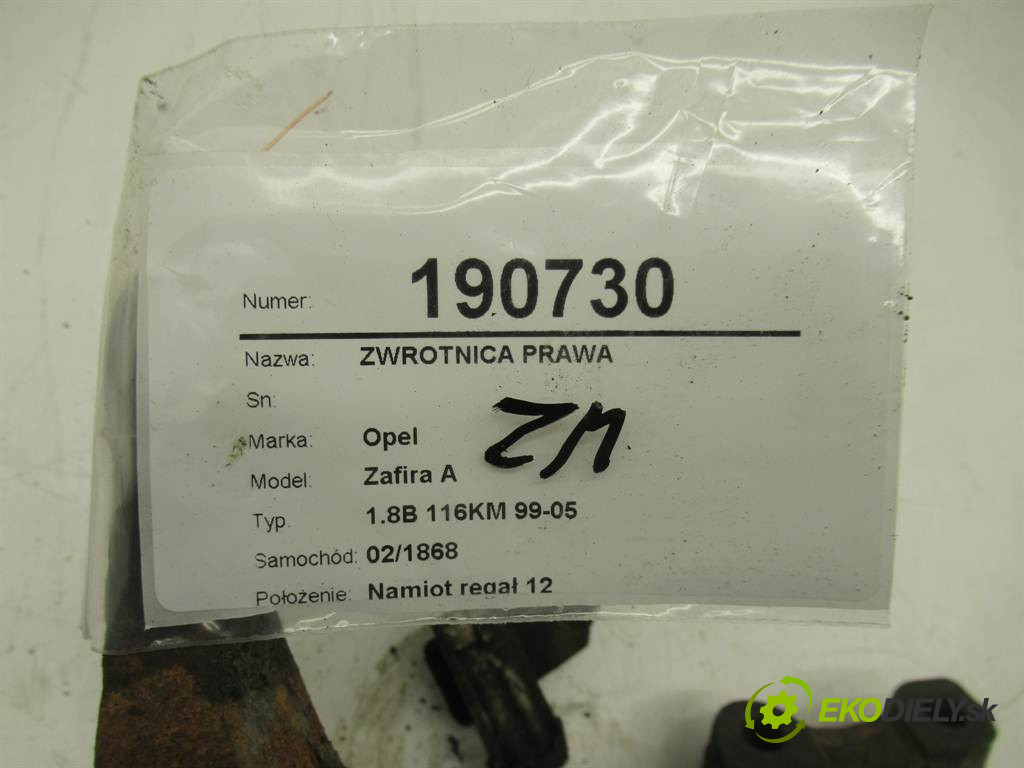 Numer: 190730
Nazwa: ZWROTNICA PRAWA
Sn:
ZM
Marka: Opel
Model: Zafira A
Typ. 1.8B 116KM 99-05
Samochód: 02/1868
Położenie: Namiot regał 12
EKODIELY.sk